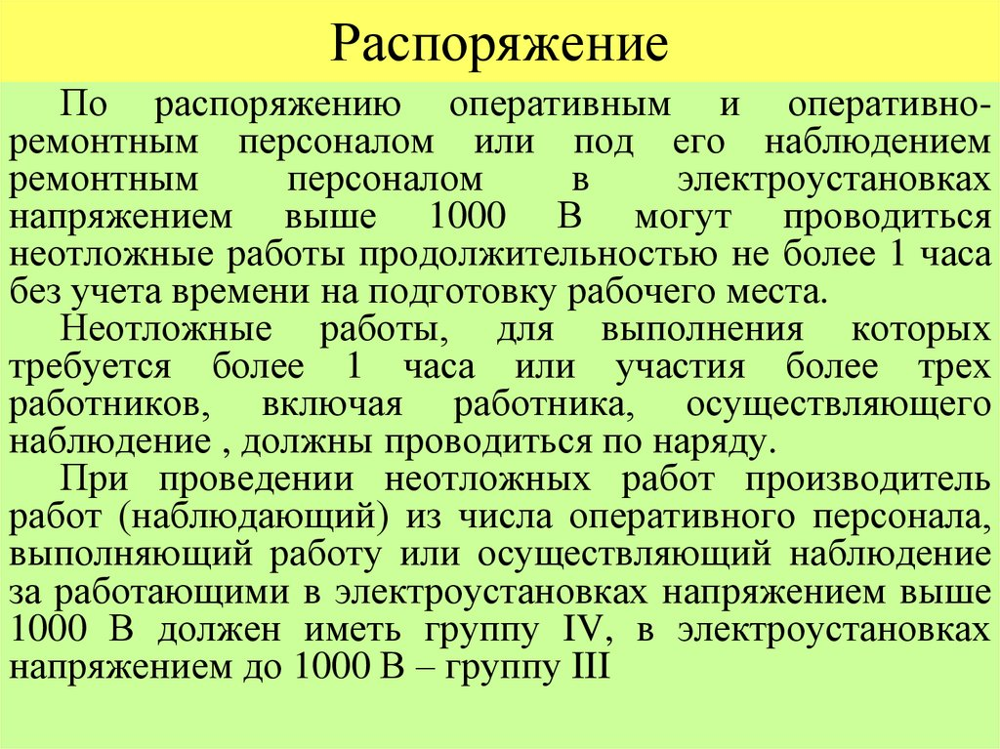 Распоряжение
По распоряжению оперативным и оперативно-
ремонтным персоналом или под его наблюдением
ремонтным персоналом в электроустановках
напряжением выше 1000 В могут проводиться
неотложные работы продолжительностью не более 1 часа
без учета времени на подготовку рабочего места.
Неотложные работы, для выполнения которых
требуется более 1 часа или участия более трех
работников, включая работника, осуществляющего
наблюдение , должны проводиться по наряду.
При проведении неотложных работ производитель
работ (наблюдающий) из числа оперативного персонала,
выполняющий работу или осуществляющий наблюдение
за работающими в электроустановках напряжением выше
1000 В должен иметь группу IV, в электроустановках
напряжением до 1000 В – группу III